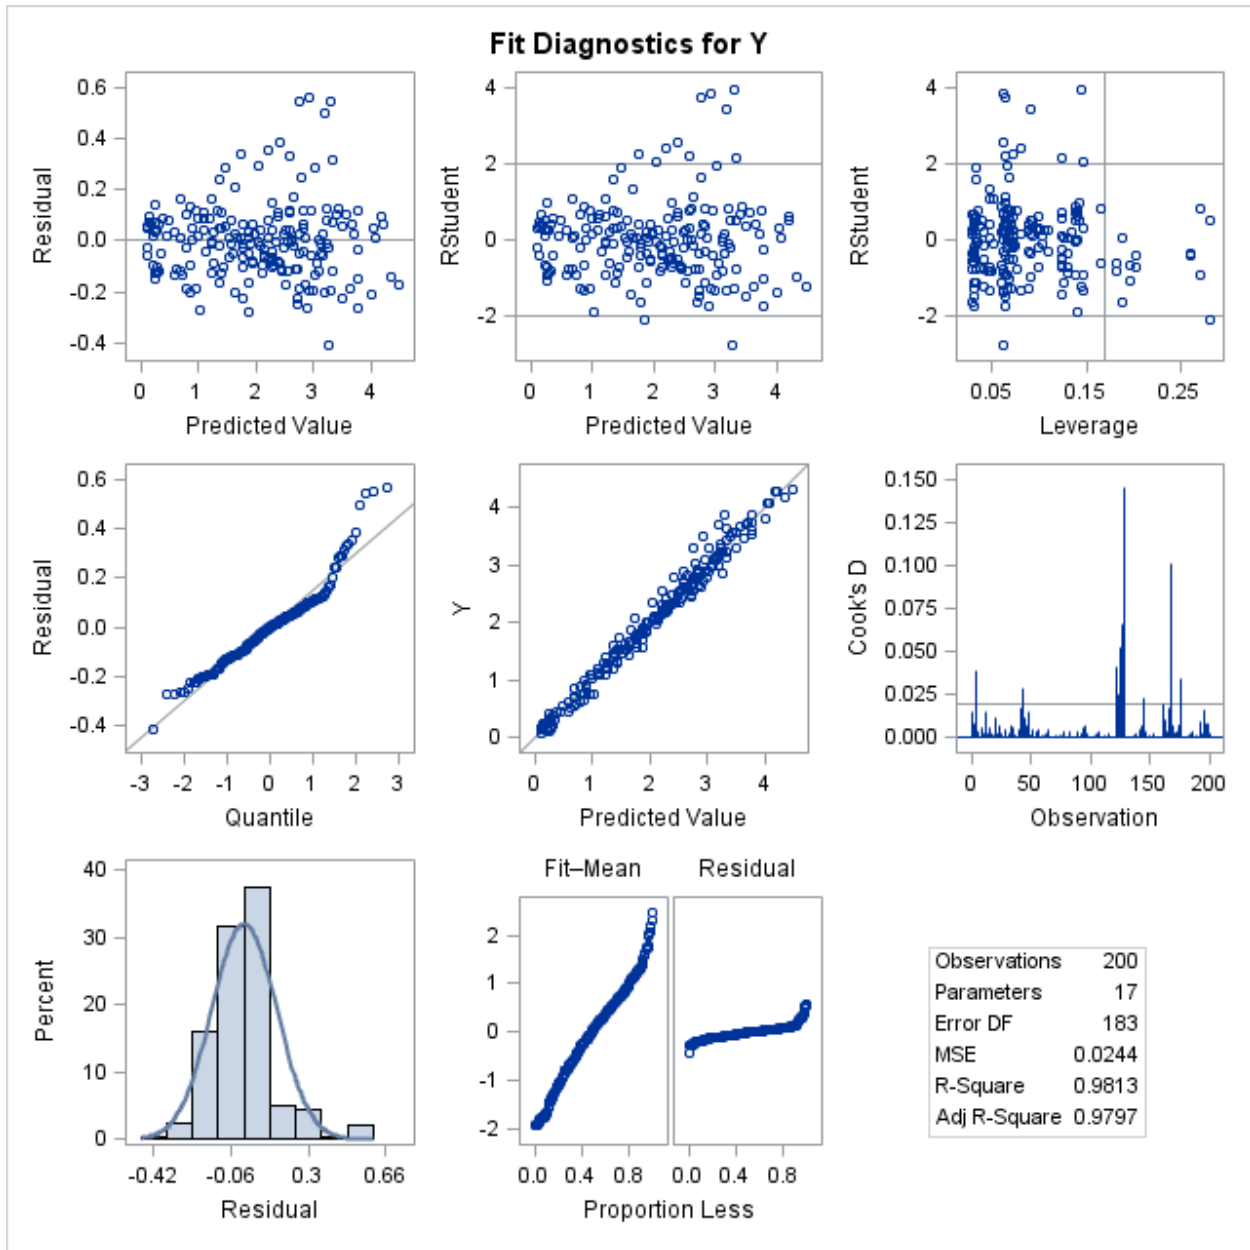 Fit Diagnostics for Y
0.6
0.4
0.2
0.0
-0.2
-0.4
Residual
0 1 2 3 4
Predicted Value
4
2
0
-2
RStudent
0 1 2 3 4
Predicted Value
4
2
0
-2
RStudent
0.05 0.15 0.25
Leverage
0.6
0.4
0.2
0.0
-0.2
-0.4
Residual
-3 -2 -1 0 1 2 3
Quantile
4
3
2
1
0
Y
0 1 2 3 4
Predicted Value
0.150
0.125
0.100
0.075
0.050
0.025
0.000
Cook's D
0 50 100 150 200
Observation
40
30
20
10
0
Percent
-0.42 -0.06 0.3 0.66
Residual
Fit–Mean Residual
2
1
0
-1
-2
0.0 0.4 0.8 0.0 0.4 0.8
Proportion Less
Observations 200
Parameters 17
Error DF 183
MSE 0.0244
R-Square 0.9813
Adj R-Square 0.9797